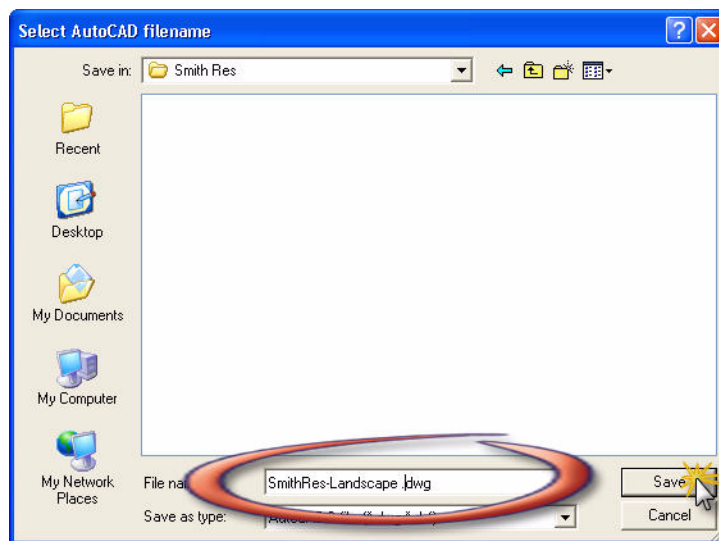 Select AutoCAD filename
Save in:
Smith Res
Recent
Desktop
My Documents
My Computer
My Network
Places
File
SmithRes-Landscape .dwg
Save
Save as type:
Cancel